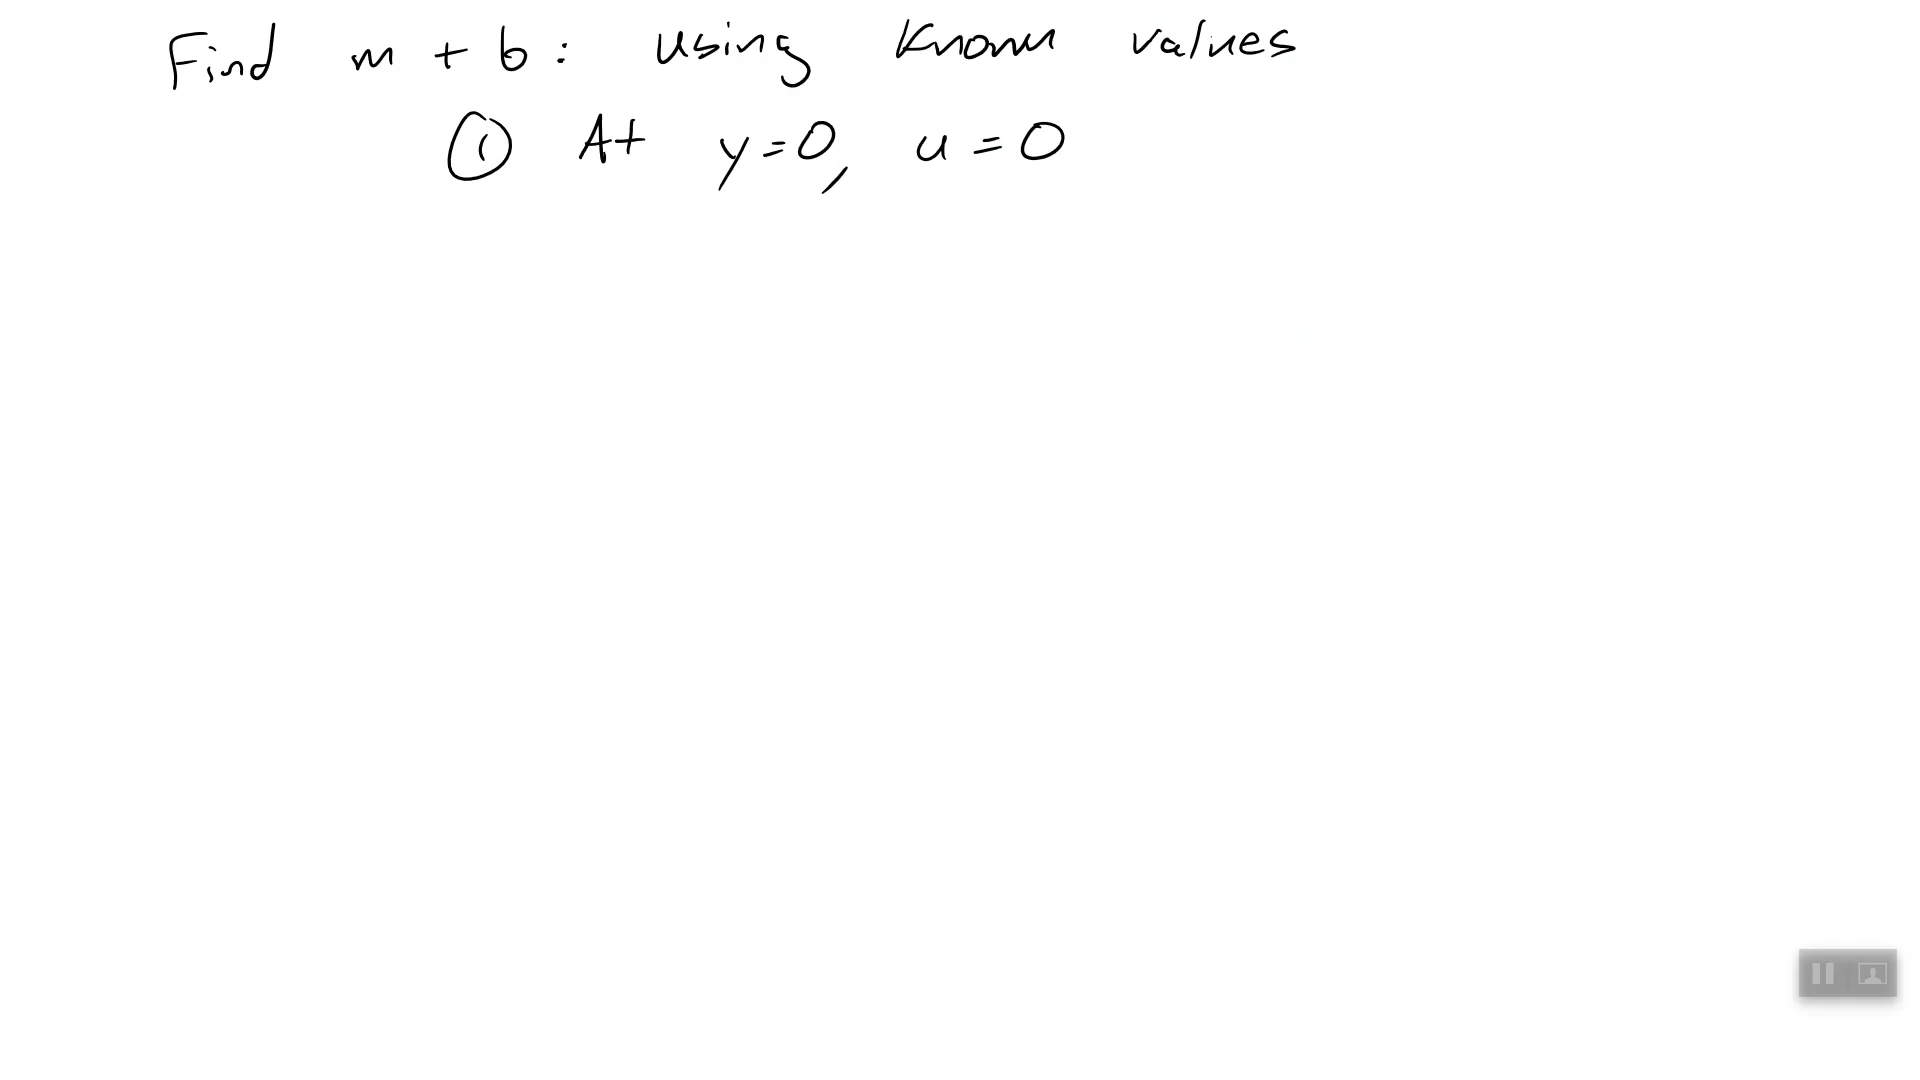 Find m + b: using known values
① At y=0, u = 0